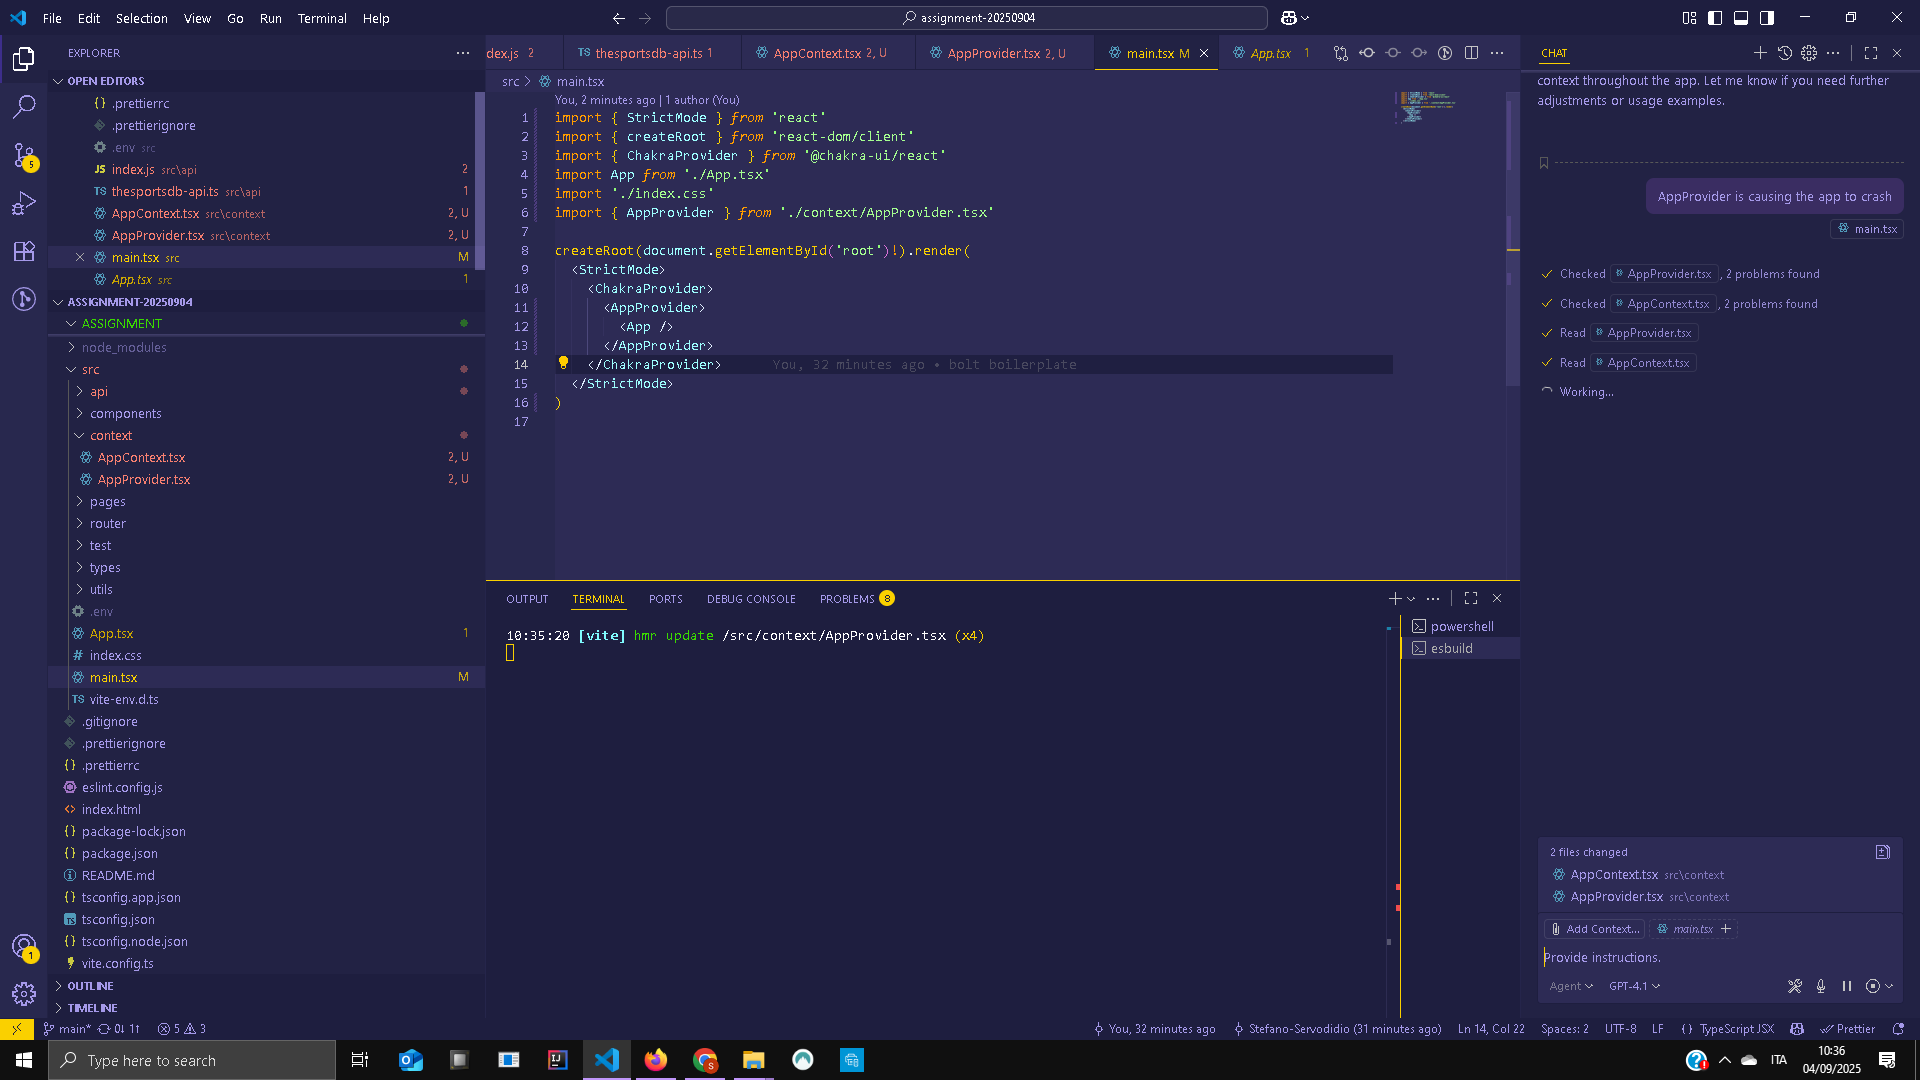 File Edit Selection View Go Run Terminal Help
assignment-20250904
EXPLORER
OPEN EDITORS
{} .prettierrc
.prettierignore
.env src
JS index.js src\api 2
TS thesportsdb-api.ts src\api 1
AppContext.tsx src\context 2, U
AppProvider.tsx src\context 2, U
main.tsx src M
App.tsx src 1
ASSIGNMENT-20250904
ASSIGNMENT
node_modules
src
api
components
context
AppContext.tsx 2, U
AppProvider.tsx 2, U
pages
router
test
types
utils
.env
App.tsx 1
# index.css
main.tsx M
TS vite-env.d.ts
.gitignore
.prettierignore
{} .prettierrc
eslint.config.js
<> index.html
{} package-lock.json
{} package.json
README.md
{} tsconfig.app.json
TS tsconfig.json
{} tsconfig.node.json
vite.config.ts
OUTLINE
TIMELINE
5
1
dex.js 2
TS thesportsdb-api.ts 1
AppContext.tsx 2, U
AppProvider.tsx 2, U
main.tsx M
App.tsx 1
src > main.tsx
You, 2 minutes ago | 1 author (You)
1 import { StrictMode } from 'react'
2 import { createRoot } from 'react-dom/client'
3 import { ChakraProvider } from '@chakra-ui/react'
4 import App from './App.tsx'
5 import './index.css'
6 import { AppProvider } from './context/AppProvider.tsx'
7
8 createRoot(document.getElementById('root')!).render(
9 <StrictMode>
10 <ChakraProvider>
11 <AppProvider>
12 <App />
13 </AppProvider>
14 </ChakraProvider> You, 32 minutes ago • bolt boilerplate
15 </StrictMode>
16 )
17
OUTPUT TERMINAL PORTS DEBUG CONSOLE PROBLEMS 8
10:35:20 [vite] hmr update /src/context/AppProvider.tsx (x4)
powershell
esbuild
CHAT
context throughout the app. Let me know if you need further
adjustments or usage examples.
AppProvider is causing the app to crash
main.tsx
Checked AppProvider.tsx , 2 problems found
Checked AppContext.tsx , 2 problems found
Read AppProvider.tsx
Read AppContext.tsx
Working...
2 files changed
AppContext.tsx src\context
AppProvider.tsx src\context
Add Context... main.tsx +
Provide instructions.
Agent GPT-4.1
main* 0↓ 1↑ 5 3
You, 32 minutes ago Stefano-Servodidio (31 minutes ago) Ln 14, Col 22 Spaces: 2 UTF-8 LF {} TypeScript JSX Prettier
Type here to search
ITA
10:36
04/09/2025